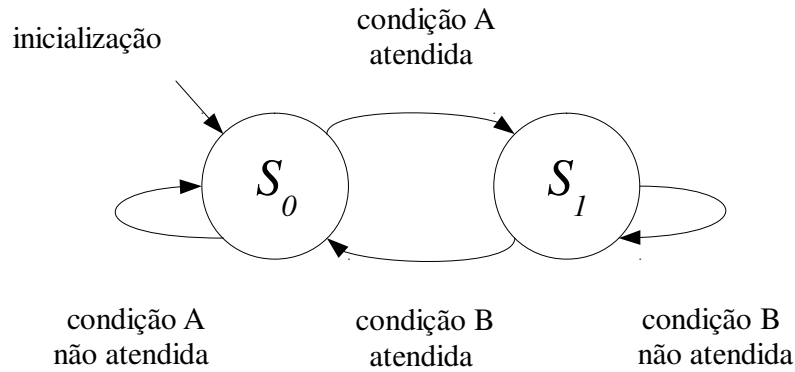 inicialização
condição A
atendida
S0
S1
condição A
não atendida
condição B
atendida
condição B
não atendida